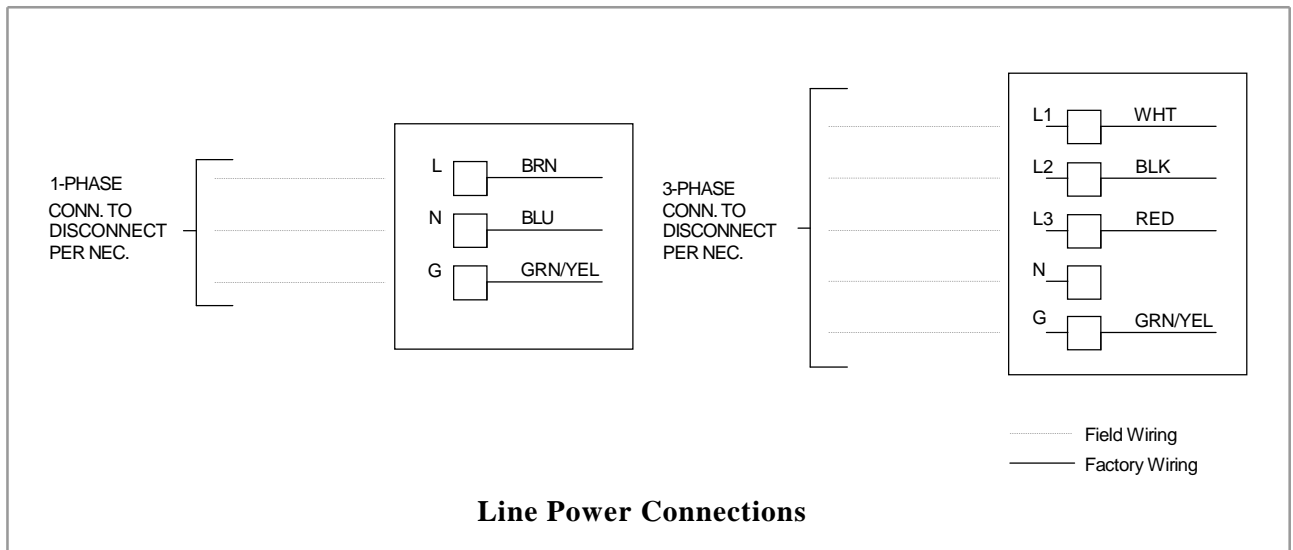 1-PHASE
CONN. TO
DISCONNECT
PER NEC.
L BRN
N BLU
G GRN/YEL
3-PHASE
CONN. TO
DISCONNECT
PER NEC.
L1 WHT
L2 BLK
L3 RED
N
G GRN/YEL
Field Wiring
Factory Wiring
Line Power Connections